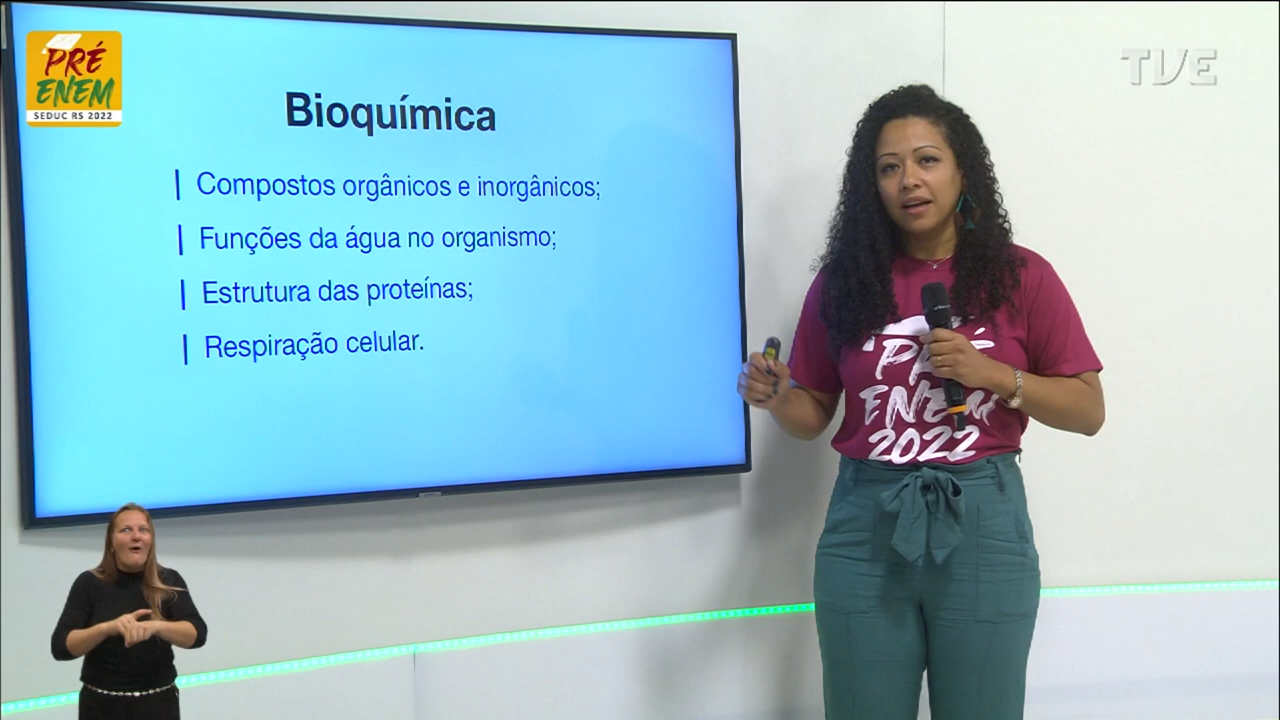 PRÉ
ENEM
SEDUC RS 2022
TVE
Bioquímica
Compostos orgânicos e inorgânicos;
Funções da água no organismo;
Estrutura das proteínas;
Respiração celular.
PRÉ
ENEM
2022